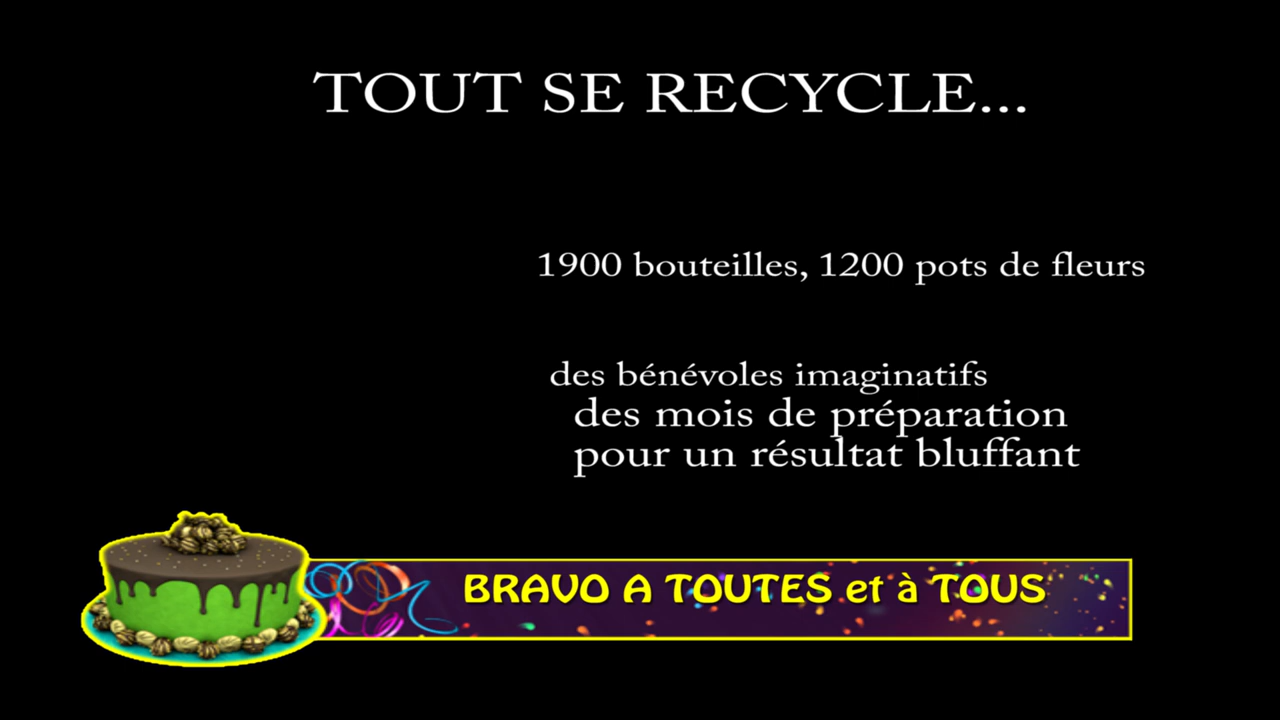 TOUT SE RECYCLE...
1900 bouteilles, 1200 pots de fleurs
des bénévoles imaginatifs
des mois de préparation
pour un résultat bluffant
BRAVO A TOUTES et à TOUS